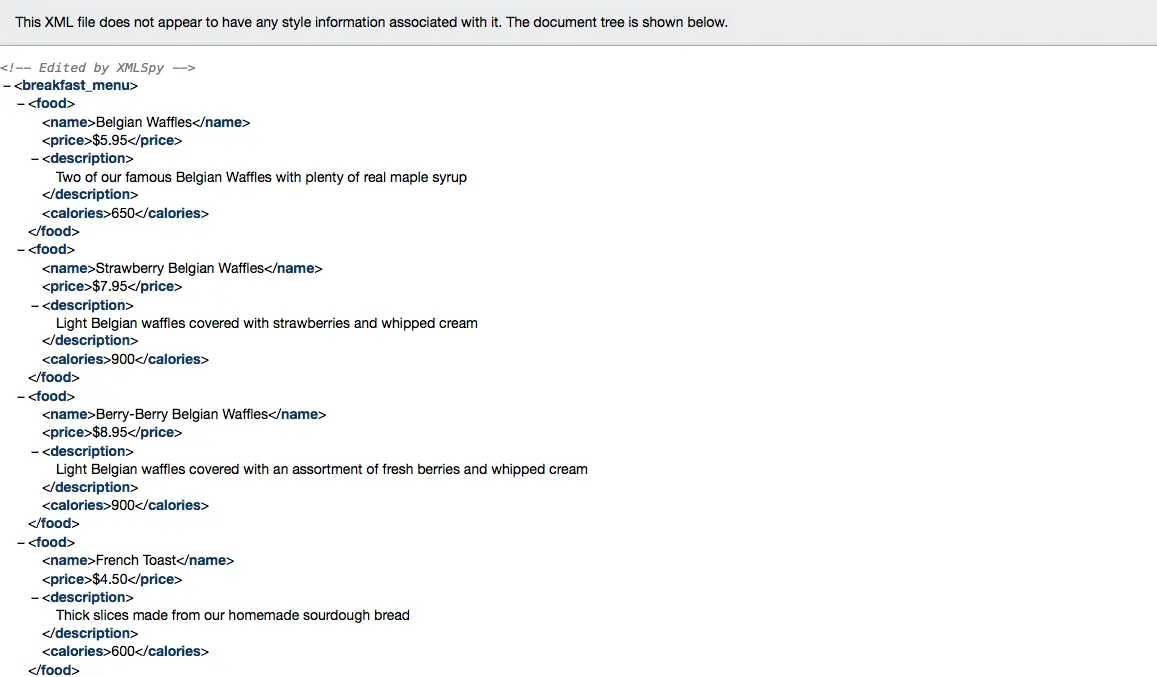 This XML file does not appear to have any style information associated with it. The document tree is shown below.
<!-- Edited by XMLSpy -->
– <breakfast_menu>
– <food>
<name>Belgian Waffles</name>
<price>$5.95</price>
– <description>
Two of our famous Belgian Waffles with plenty of real maple syrup
</description>
<calories>650</calories>
</food>
– <food>
<name>Strawberry Belgian Waffles</name>
<price>$7.95</price>
– <description>
Light Belgian waffles covered with strawberries and whipped cream
</description>
<calories>900</calories>
</food>
– <food>
<name>Berry-Berry Belgian Waffles</name>
<price>$8.95</price>
– <description>
Light Belgian waffles covered with an assortment of fresh berries and whipped cream
</description>
<calories>900</calories>
</food>
– <food>
<name>French Toast</name>
<price>$4.50</price>
– <description>
Thick slices made from our homemade sourdough bread
</description>
<calories>600</calories>
</food>